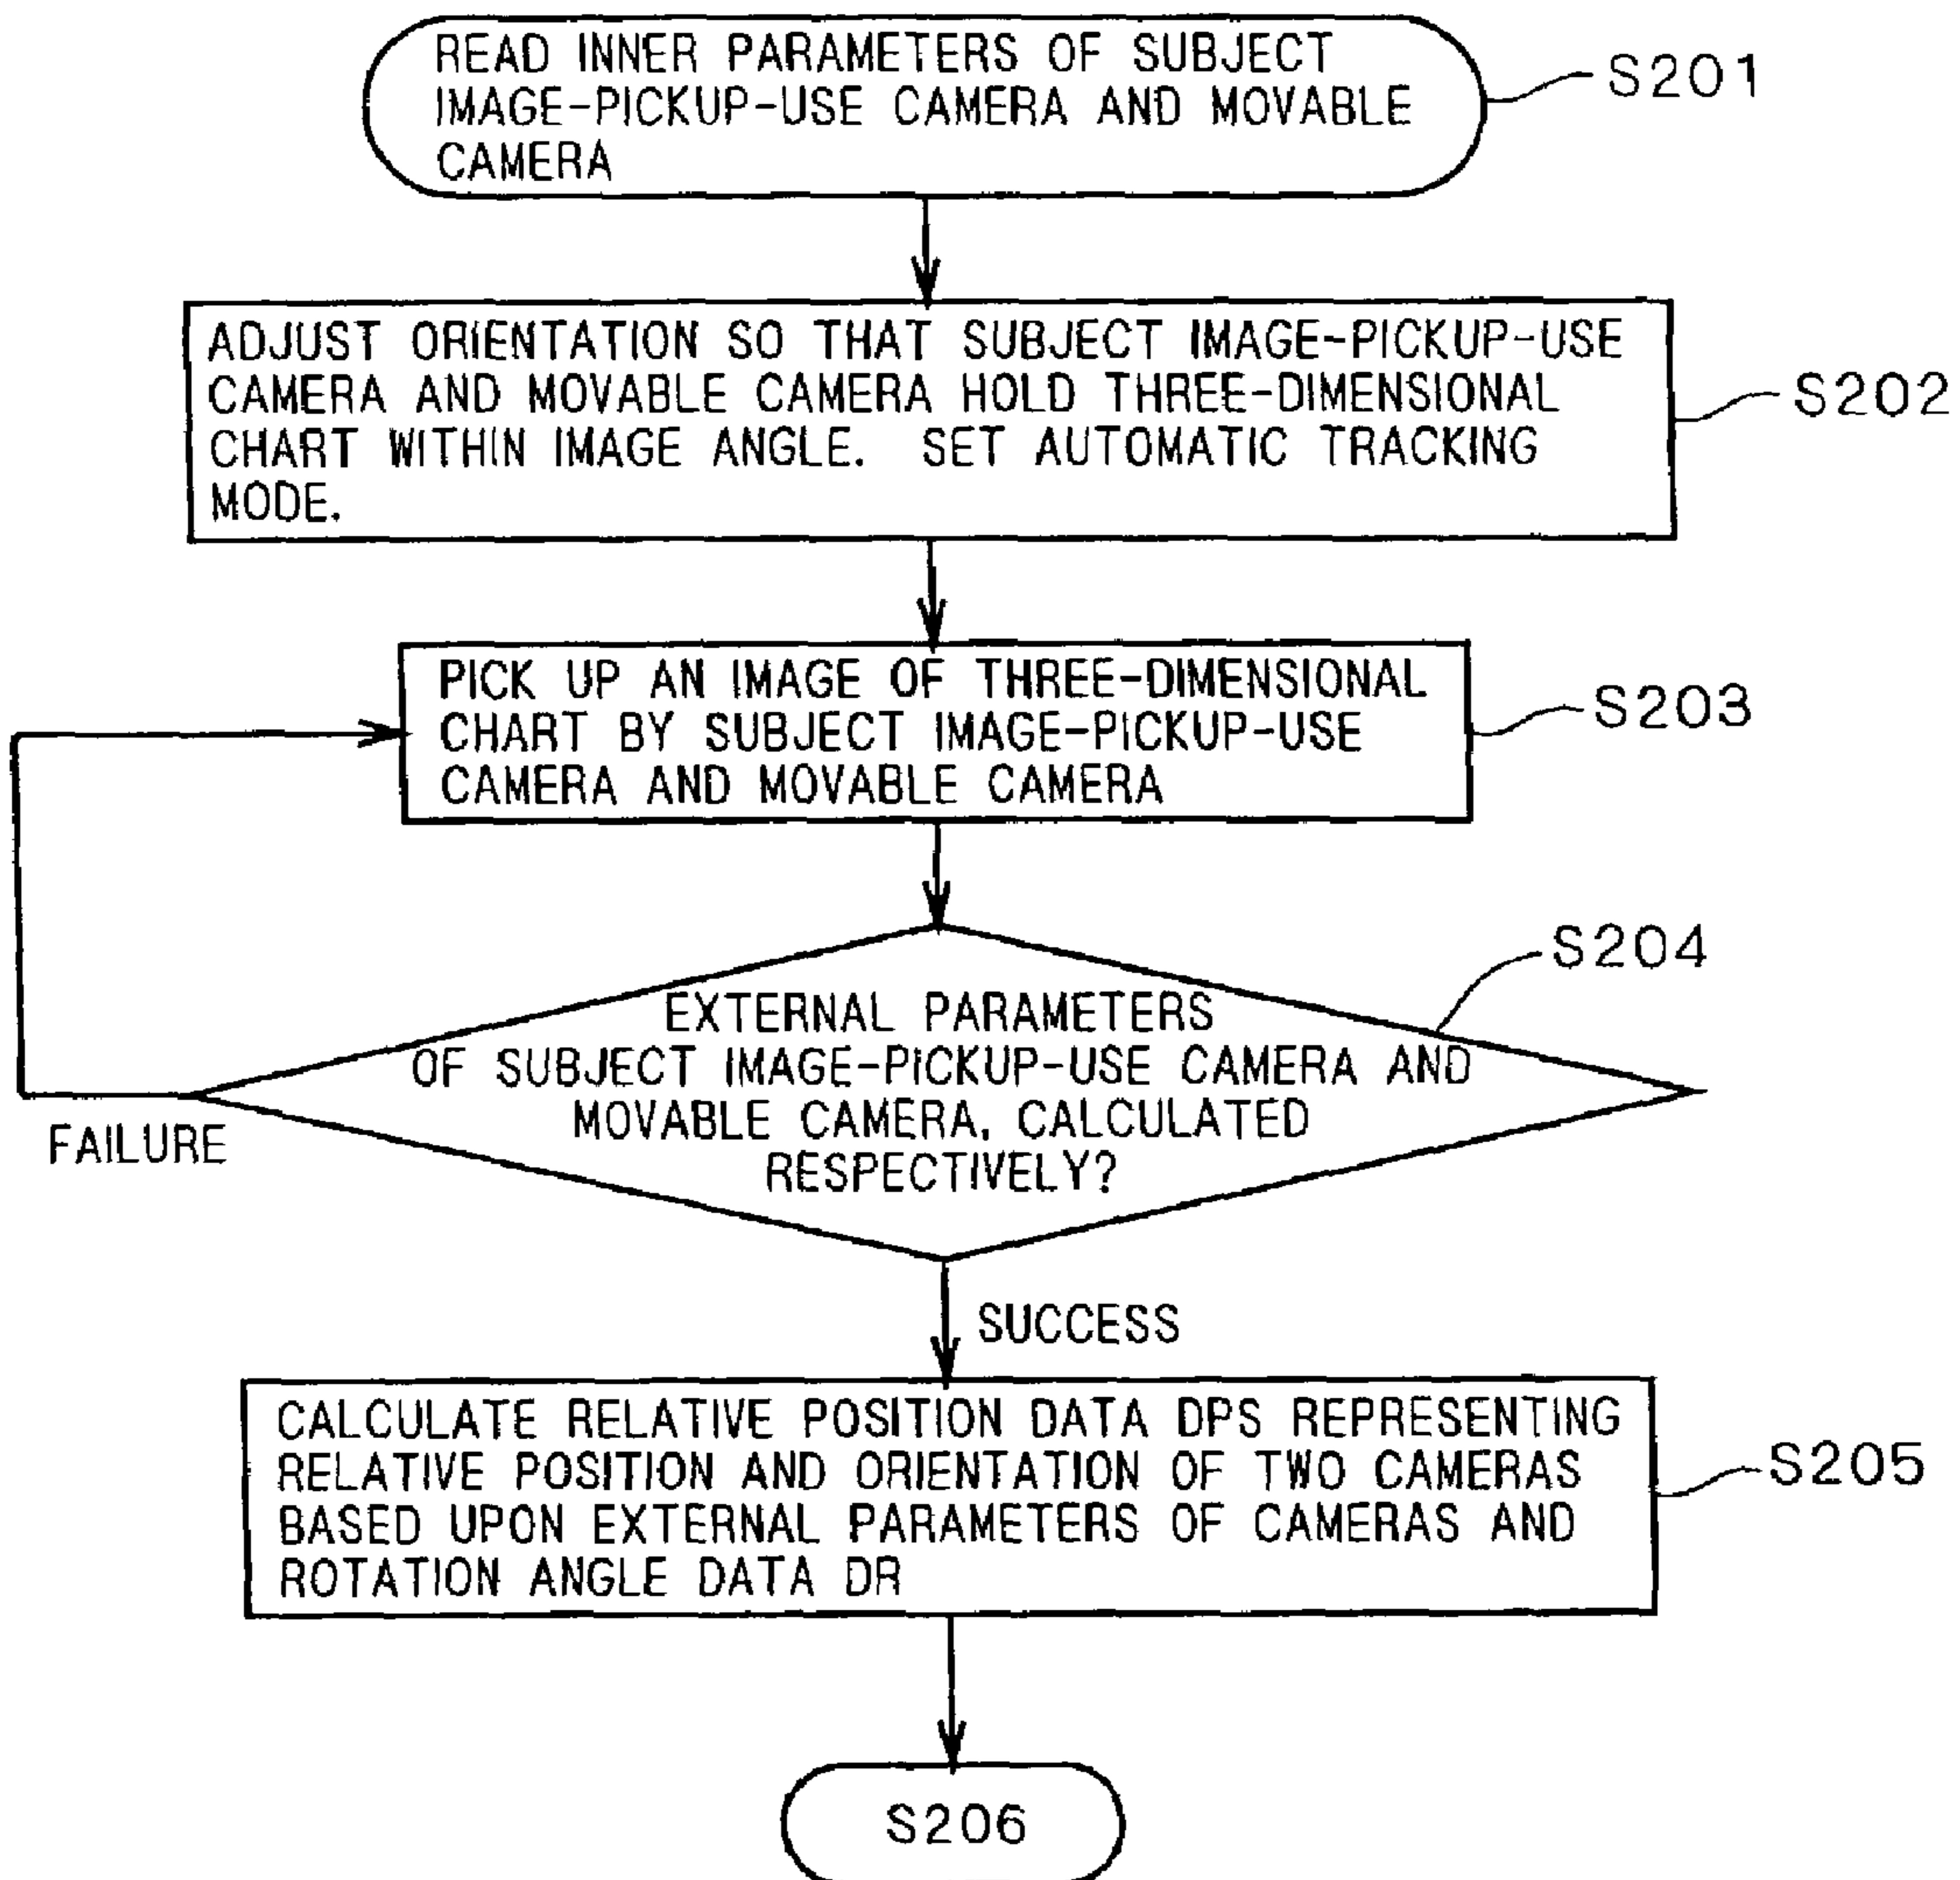 READ INNER PARAMETERS OF SUBJECT
IMAGE-PICKUP-USE CAMERA AND MOVABLE
CAMERA
S201
ADJUST ORIENTATION SO THAT SUBJECT IMAGE-PICKUP-USE
CAMERA AND MOVABLE CAMERA HOLD THREE-DIMENSIONAL
CHART WITHIN IMAGE ANGLE. SET AUTOMATIC TRACKING
MODE.
S202
PICK UP AN IMAGE OF THREE-DIMENSIONAL
CHART BY SUBJECT IMAGE-PICKUP-USE
CAMERA AND MOVABLE CAMERA
S203
S204
EXTERNAL PARAMETERS
OF SUBJECT IMAGE-PICKUP-USE CAMERA AND
MOVABLE CAMERA, CALCULATED
RESPECTIVELY?
FAILURE
SUCCESS
CALCULATE RELATIVE POSITION DATA DPS REPRESENTING
RELATIVE POSITION AND ORIENTATION OF TWO CAMERAS
BASED UPON EXTERNAL PARAMETERS OF CAMERAS AND
ROTATION ANGLE DATA DR
S205
S206